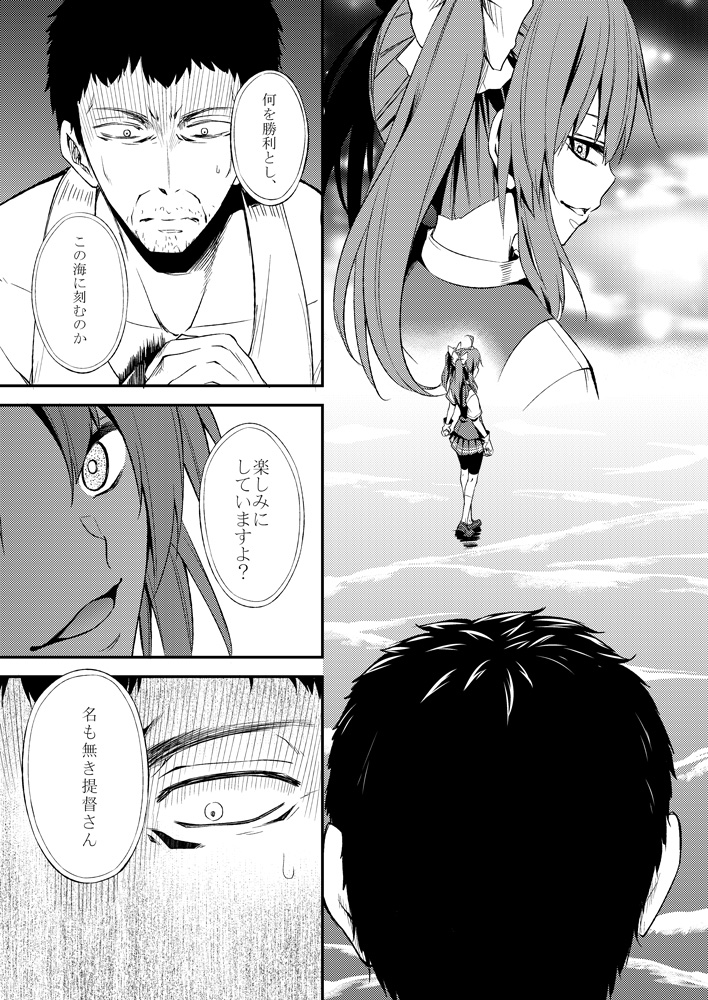 何を勝利とし、
この海に刻むのか
楽しみに
していますよ？
名も無き提督さん